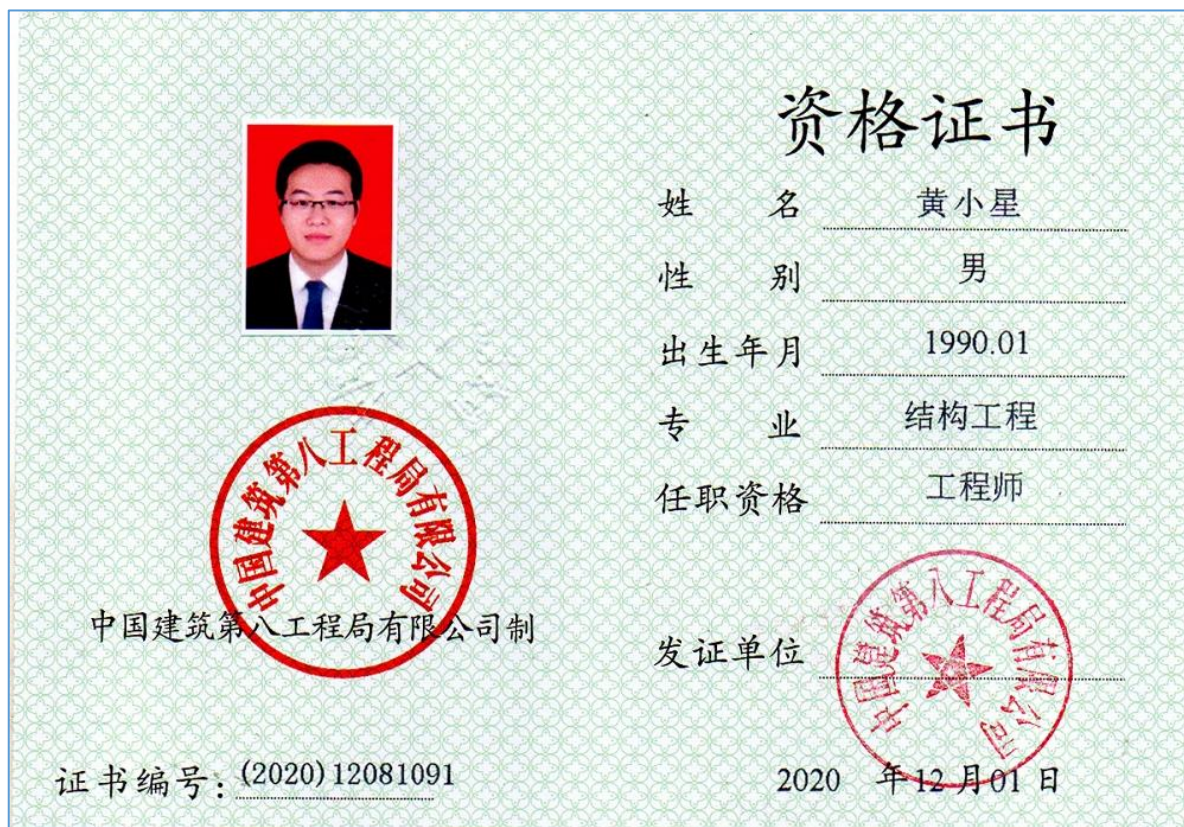 资格证书
姓 名 黄小星
性 别 男
出生年月 1990.01
专 业 结构工程
任职资格 工程师
发证单位
中国建筑第八工程局有限公司
2020 年12月01日
中国建筑第八工程局有限公司
中国建筑第八工程局有限公司制
证书编号：(2020)12081091